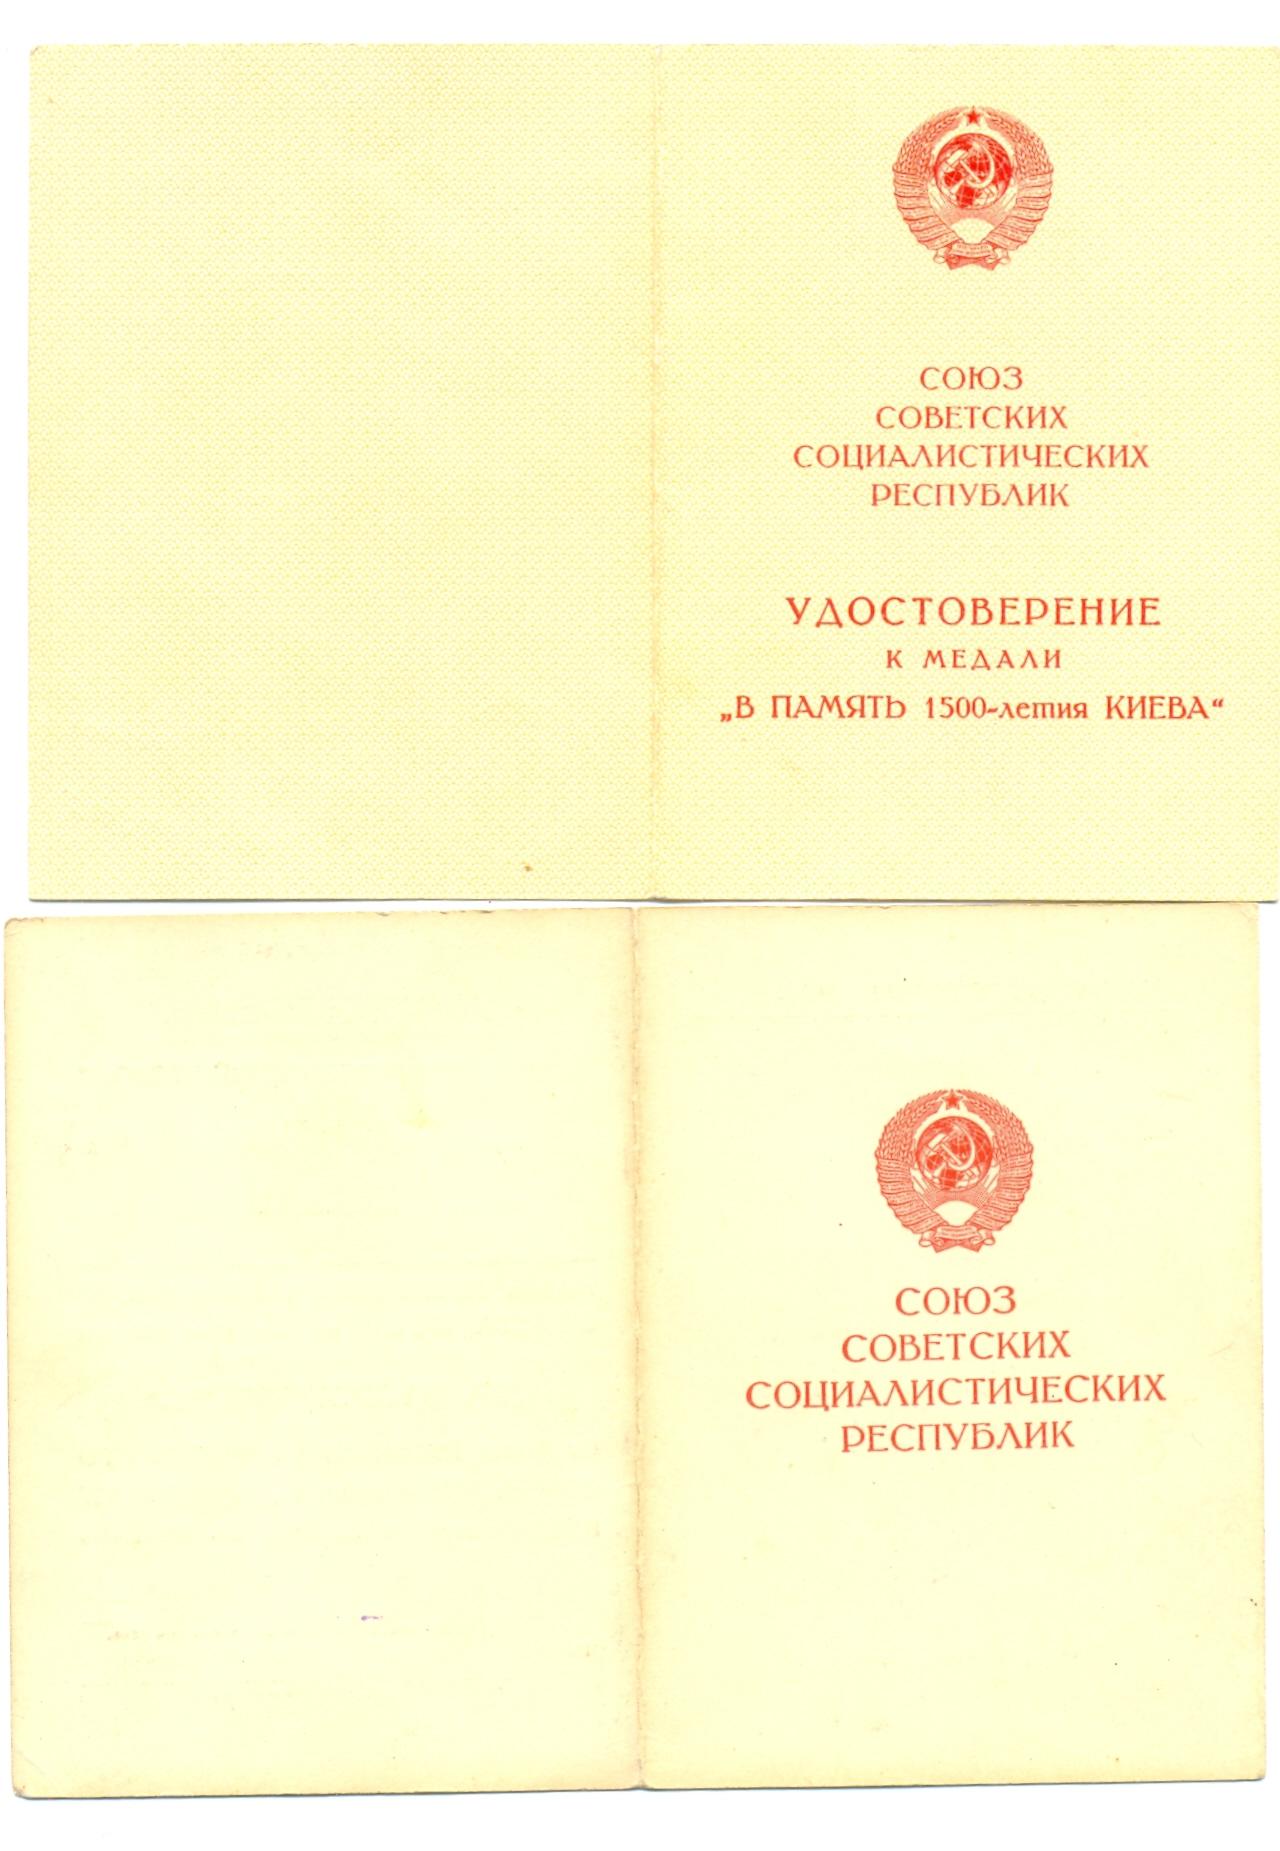 СОЮЗ
СОВЕТСКИХ
СОЦИАЛИСТИЧЕСКИХ
РЕСПУБЛИК
УДОСТОВЕРЕНИЕ
К МЕДАЛИ
„В ПАМЯТЬ 1500-летия КИЕВА“
СОЮЗ
СОВЕТСКИХ
СОЦИАЛИСТИЧЕСКИХ
РЕСПУБЛИК